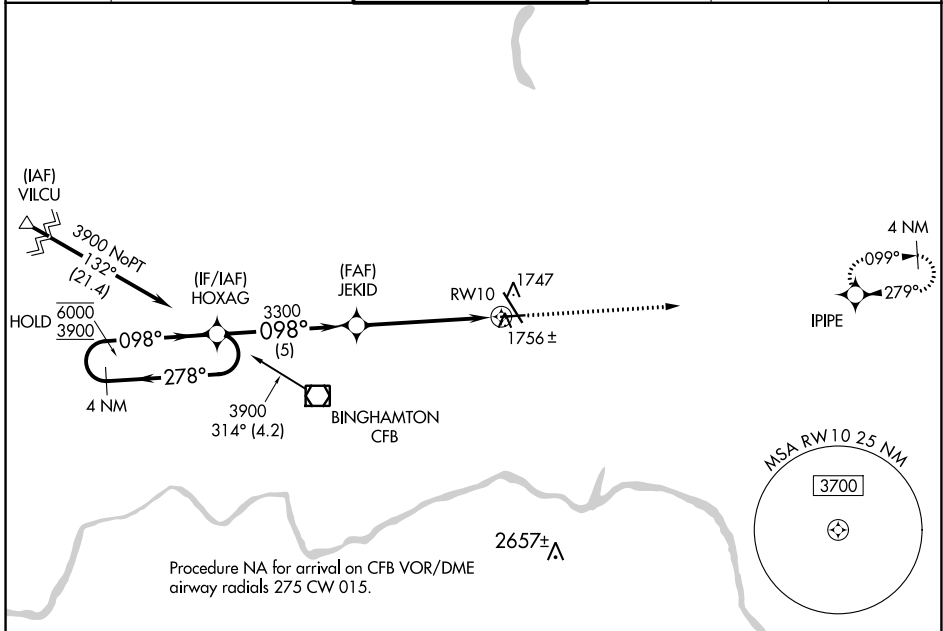 (IAF)
VILCU
3900 NoPT
132°
(21.4)
(IF/IAF)
HOXAG
(FAF)
JEKID
RW10
1747
1756 ±
4 NM
099°
279°
IPIPE
HOLD
6000
3900
098°
3300
098°
(5)
278°
4 NM
3900
314° (4.2)
BINGHAMTON
CFB
MSA RW10 25 NM
3700
2657±
Procedure NA for arrival on CFB VOR/DME
airway radials 275 CW 015.